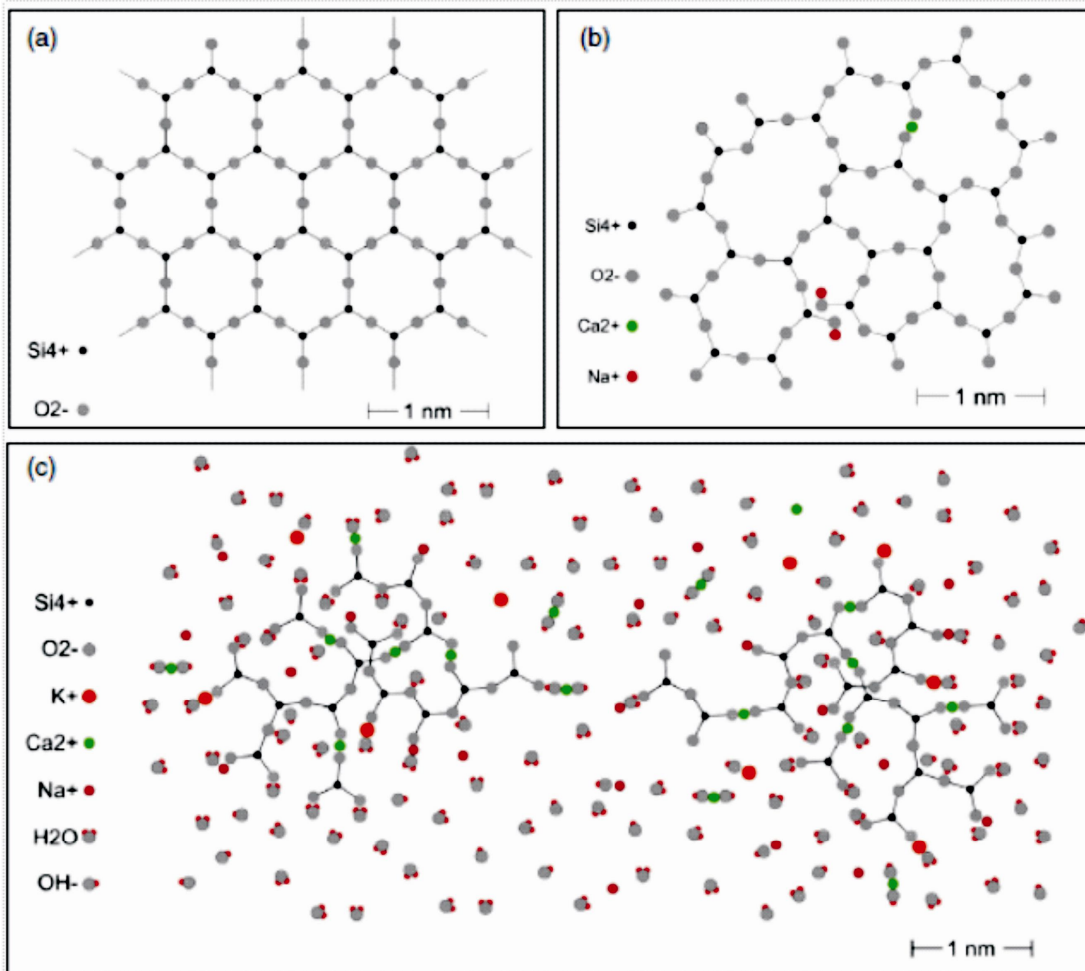 (a)
Si4+
O2-
1 nm
(b)
Si4+
O2-
Ca2+
Na+
1 nm
(c)
Si4+
O2-
K+
Ca2+
Na+
H2O
OH-
1 nm